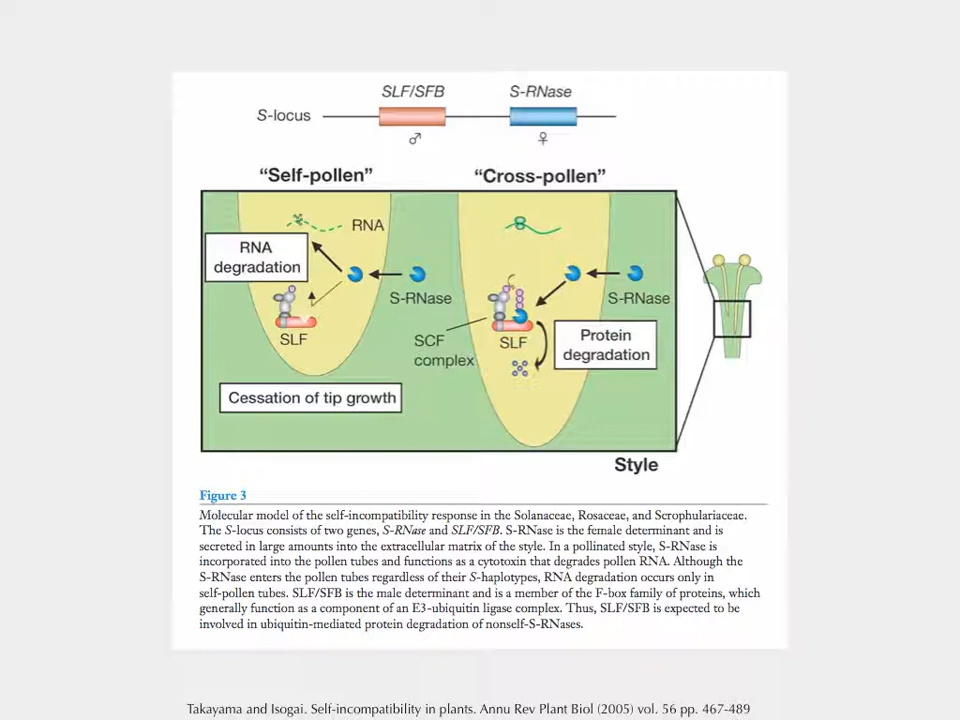 SLF/SFB S-RNase
S-locus
♂ ♀
“Self-pollen” “Cross-pollen”
RNA
RNA
degradation
S-RNase
SLF
Cessation of tip growth
S-RNase
SCF
complex
SLF
Protein
degradation
Style
Figure 3
Molecular model of the self-incompatibility response in the Solanaceae, Rosaceae, and Scrophulariaceae.
The S-locus consists of two genes, S-RNase and SLF/SFB. S-RNase is the female determinant and is
secreted in large amounts into the extracellular matrix of the style. In a pollinated style, S-RNase is
incorporated into the pollen tubes and functions as a cytotoxin that degrades pollen RNA. Although the
S-RNase enters the pollen tubes regardless of their S-haplotypes, RNA degradation occurs only in
self-pollen tubes. SLF/SFB is the male determinant and is a member of the F-box family of proteins, which
generally function as a component of an E3-ubiquitin ligase complex. Thus, SLF/SFB is expected to be
involved in ubiquitin-mediated protein degradation of nonself-S-RNases.
Takayama and Isogai. Self-incompatibility in plants. Annu Rev Plant Biol (2005) vol. 56 pp. 467-489